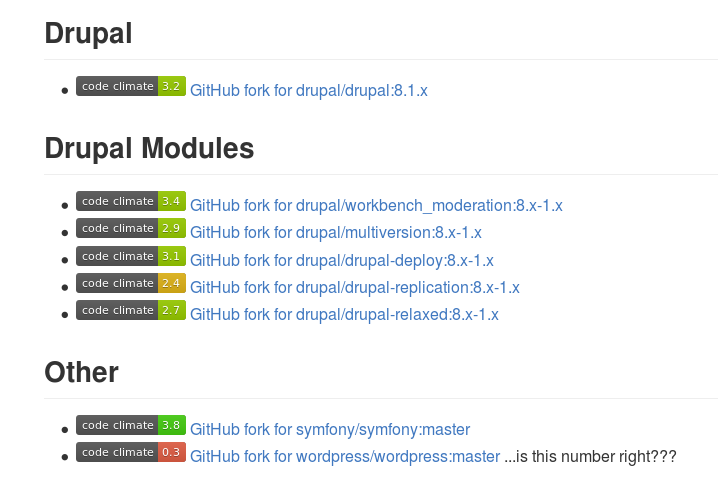 Drupal
code climate 3.2 GitHub fork for drupal/drupal:8.1.x
Drupal Modules
code climate 3.4 GitHub fork for drupal/workbench_moderation:8.x-1.x
code climate 2.9 GitHub fork for drupal/multiversion:8.x-1.x
code climate 3.1 GitHub fork for drupal/drupal-deploy:8.x-1.x
code climate 2.4 GitHub fork for drupal/drupal-replication:8.x-1.x
code climate 2.7 GitHub fork for drupal/drupal-relaxed:8.x-1.x
Other
code climate 3.8 GitHub fork for symfony/symfony:master
code climate 0.3 GitHub fork for wordpress/wordpress:master ...is this number right???